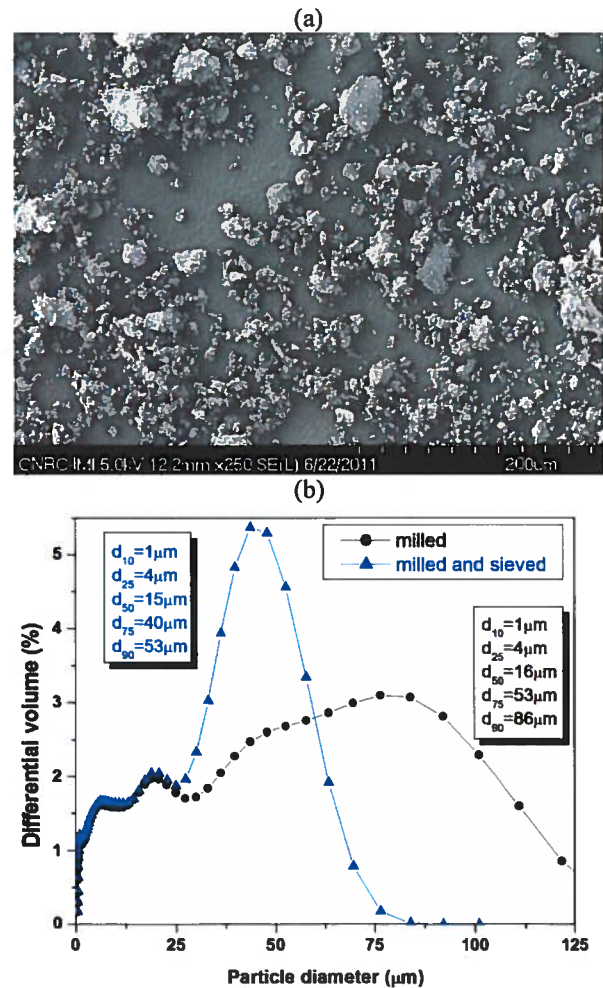 (a)
CNRC-IMI 5.0kV 12.2mm x250 SE(L) 6/22/2011
200um
(b)
d10=1μm
d25=4μm
d50=15μm
d75=40μm
d90=53μm
milled
milled and sieved
d10=1μm
d25=4μm
d50=16μm
d75=53μm
d90=86μm
Differential volume (%)
5
4
3
2
1
0
0
25
50
75
100
125
Particle diameter (μm)